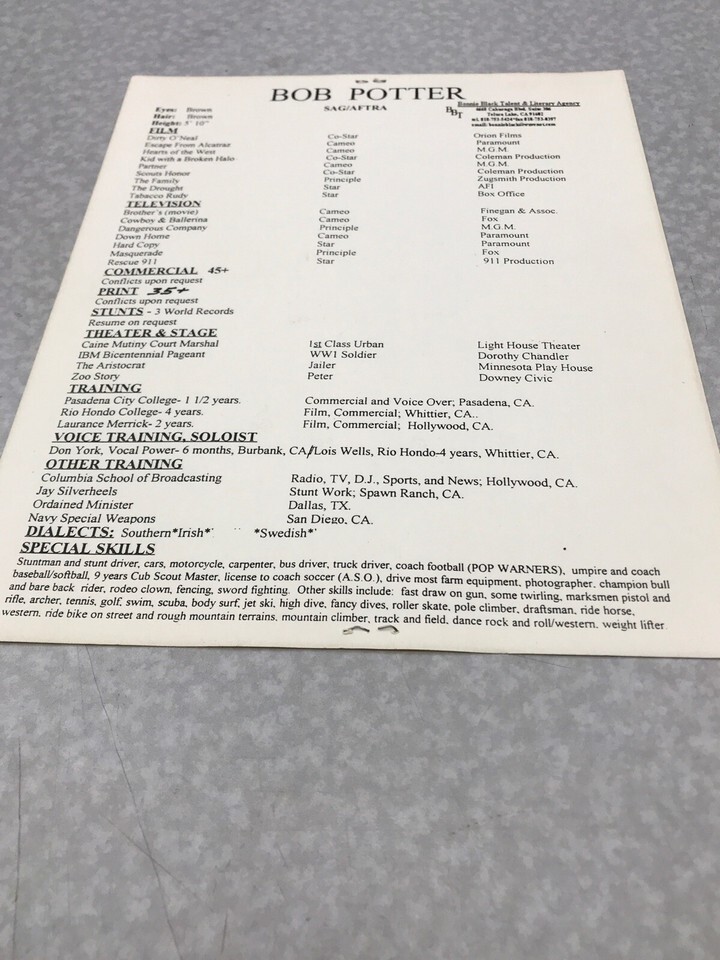 BOB POTTER
SAG/AFTRA
Bonnie Black Talent & Literary Agency
BBT
Eyes: Brown
Hair: Brown
Height: 5' 10"
FILM
Dirty O'Neal Co-Star Orion Films
Escape From Alcatraz Cameo Paramount
Hearts of the West Cameo M.G.M.
Kid with a Broken Halo Co-Star Coleman Production
Partner Cameo M.G.M.
Scouts Honor Co-Star Coleman Production
The Family Principle Zugsmith Production
The Drought Star AFI
Tabacco Rudy Star Box Office
TELEVISION
Brother's (movie) Cameo Finegan & Assoc.
Cowboy & Ballerina Cameo Fox
Dangerous Company Principle M.G.M.
Down Home Cameo Paramount
Hard Copy Star Paramount
Masquerade Principle Fox
Rescue 911 Star 911 Production
COMMERCIAL 45+
Conflicts upon request
PRINT 35+
Conflicts upon request
STUNTS - 3 World Records
Resume on request
THEATER & STAGE
Caine Mutiny Court Marshal 1st Class Urban Light House Theater
IBM Bicentennial Pageant WW1 Soldier Dorothy Chandler
The Aristocrat Jailer Minnesota Play House
Zoo Story Peter Downey Civic
TRAINING
Pasadena City College- 1 1/2 years. Commercial and Voice Over; Pasadena, CA.
Rio Hondo College- 4 years. Film, Commercial; Whittier, CA..
Laurance Merrick- 2 years. Film, Commercial; Hollywood, CA.
VOICE TRAINING, SOLOIST
Don York, Vocal Power- 6 months, Burbank, CA/Lois Wells, Rio Hondo-4 years, Whittier, CA.
OTHER TRAINING
Columbia School of Broadcasting Radio, TV, D.J., Sports, and News; Hollywood, CA.
Jay Silverheels Stunt Work; Spawn Ranch, CA.
Ordained Minister Dallas, TX.
Navy Special Weapons San Diego, CA.
DIALECTS: Southern*Irish* *Swedish*
SPECIAL SKILLS
Stuntman and stunt driver, cars, motorcycle, carpenter, bus driver, truck driver, coach football (POP WARNERS), umpire and coach
baseball/softball, 9 years Cub Scout Master, license to coach soccer (A.S.O.), drive most farm equipment, photographer, champion bull
and bare back rider, rodeo clown, fencing, sword fighting. Other skills include: fast draw on gun, some twirling, marksmen pistol and
rifle, archer, tennis, golf, swim, scuba, body surf, jet ski, high dive, fancy dives, roller skate, pole climber, draftsman, ride horse,
western, ride bike on street and rough mountain terrains, mountain climber, track and field, dance rock and roll/western, weight lifter